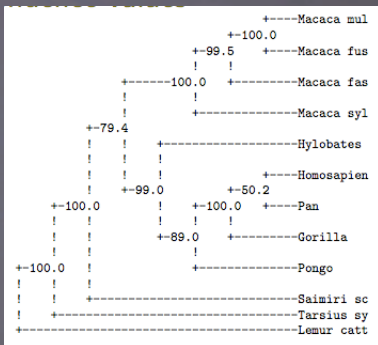 +----Macaca mul
+-100.0
+-99.5 +----Macaca fus
! !
+------100.0 +--------Macaca fas
! !
! +-------------Macaca syl
+-79.4
! ! +------------------Hylobates
! ! !
! ! ! +----Homosapien
! +-99.0 +-50.2
+-100.0 ! +-100.0 +----Pan
! ! ! ! !
! ! +-89.0 +---------Gorilla
! ! !
+-100.0 ! +-------------Pongo
! ! !
! ! +----------------------------Saimiri sc
! +---------------------------------Tarsius sy
+--------------------------------------Lemur catt